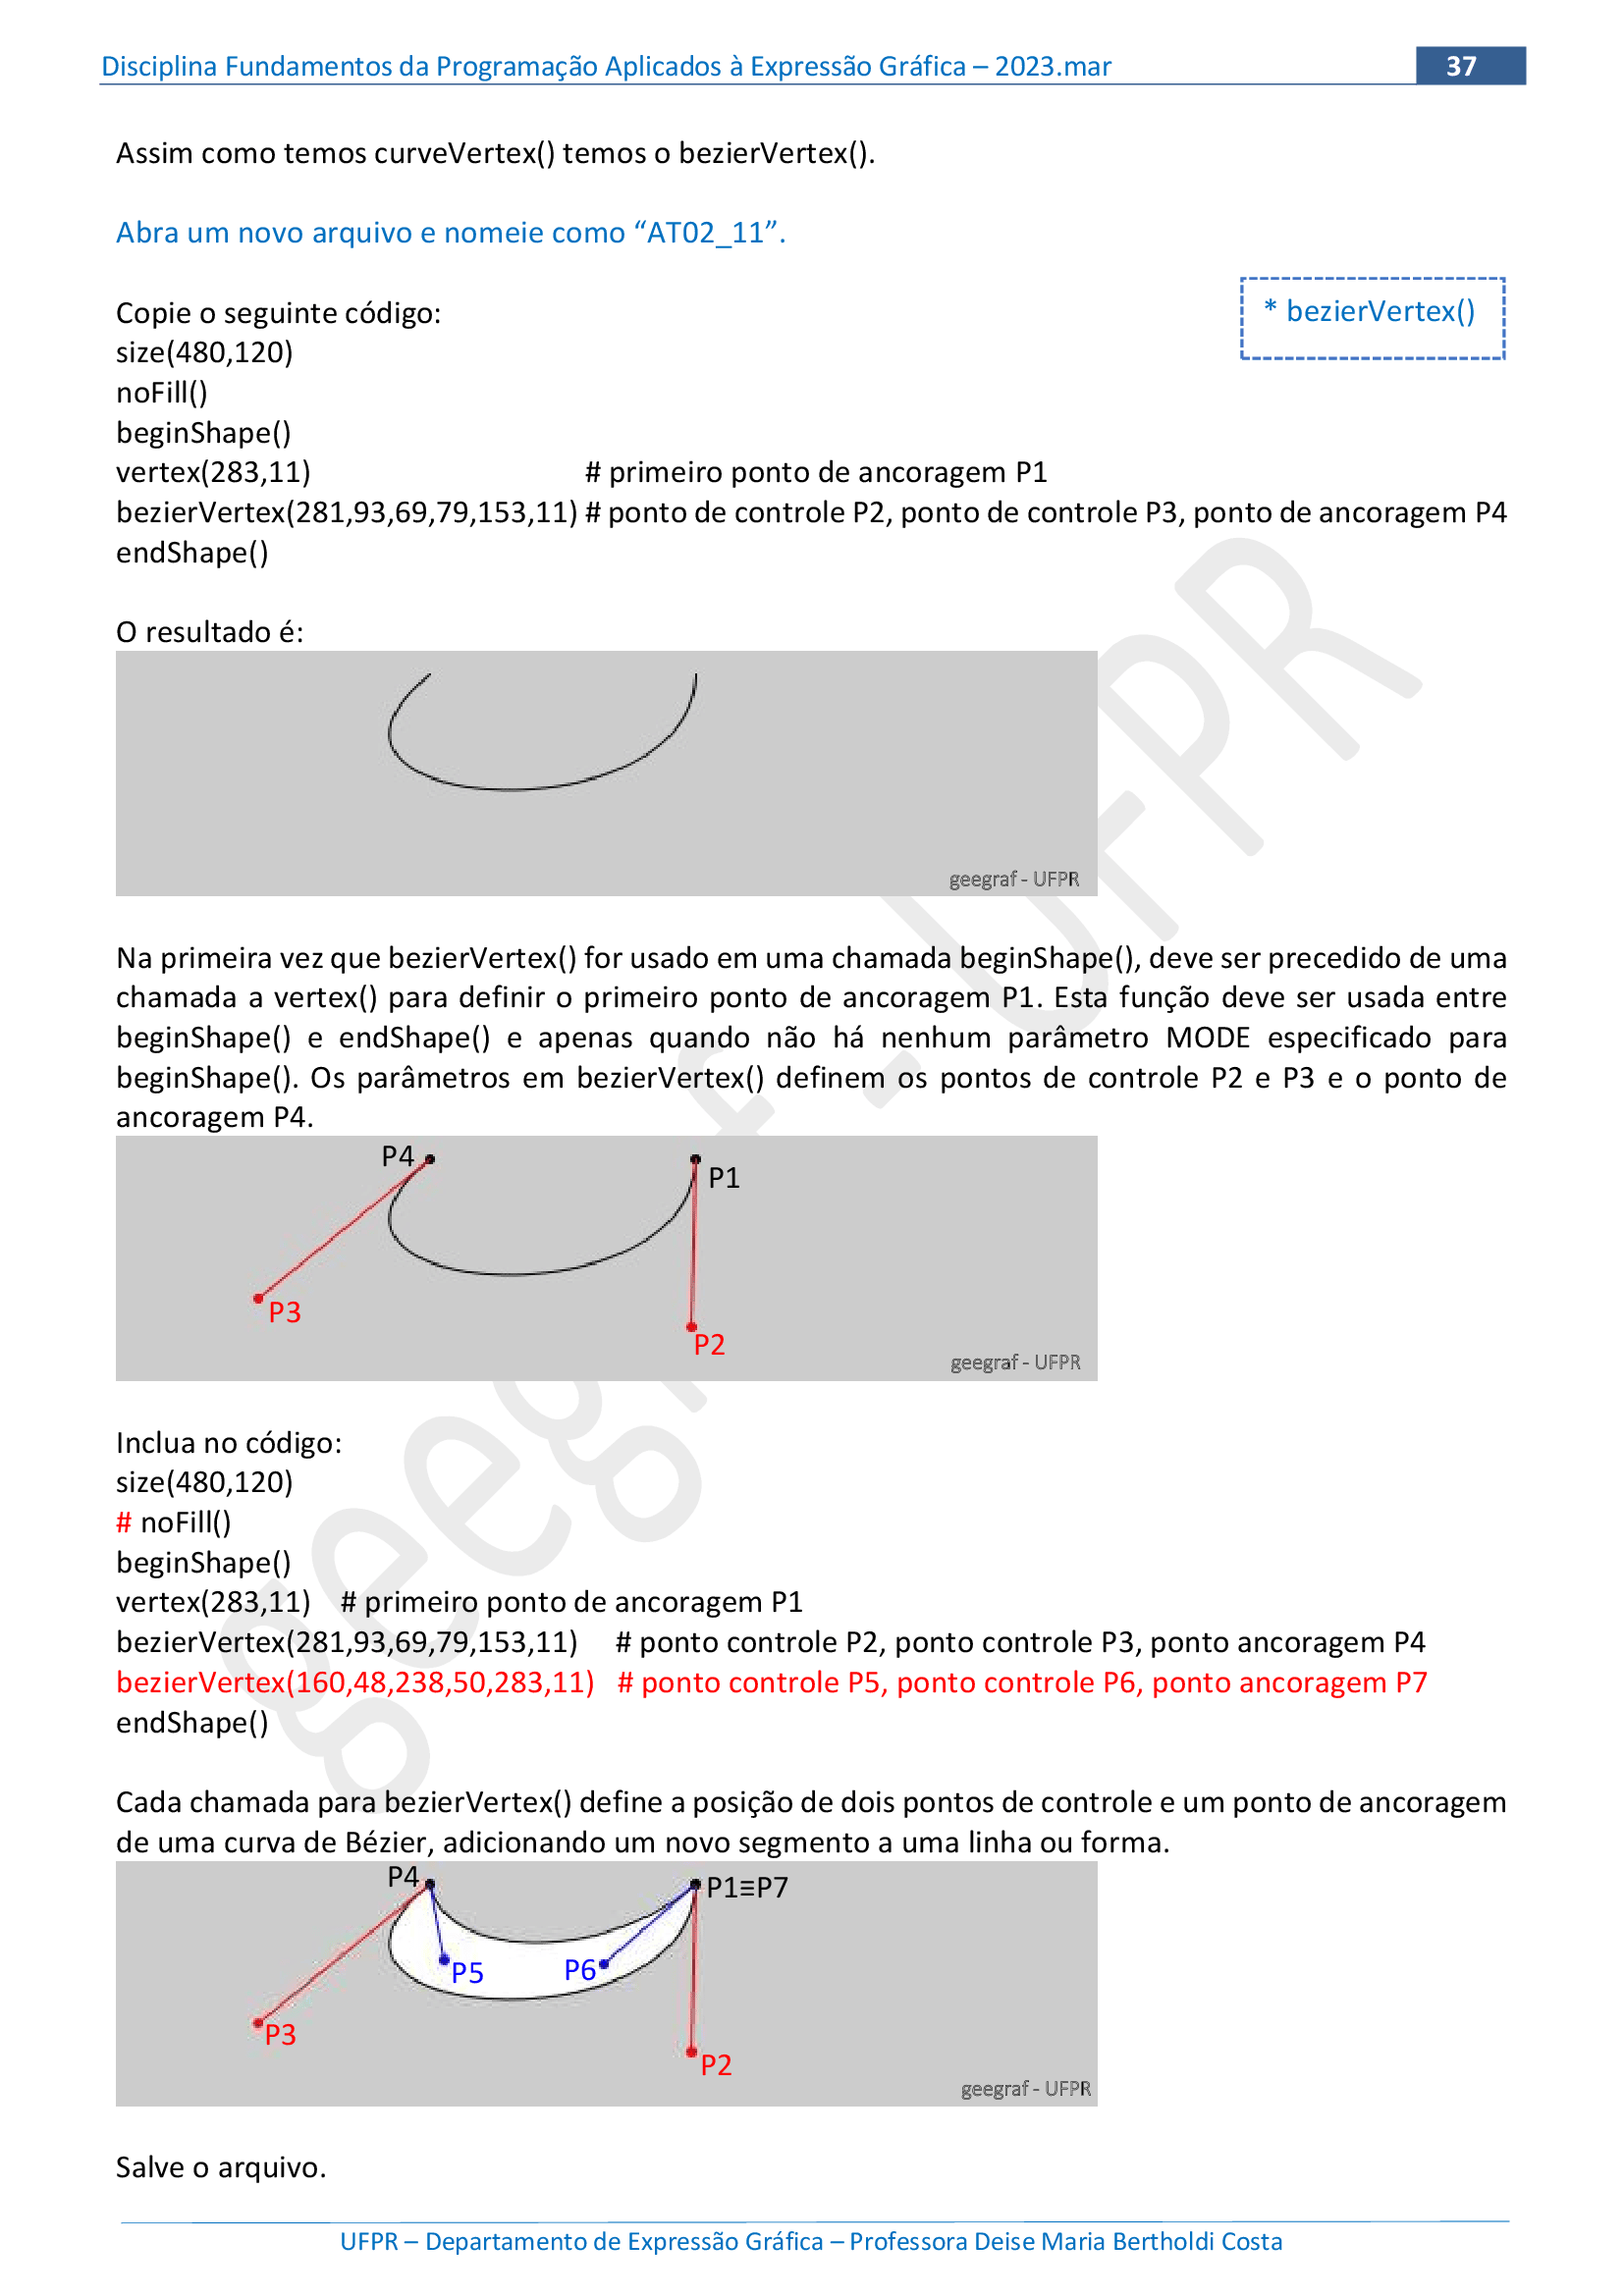 Disciplina Fundamentos da Programação Aplicados à Expressão Gráfica – 2023.mar 37
Assim como temos curveVertex() temos o bezierVertex().
Abra um novo arquivo e nomeie como “AT02_11”.
* bezierVertex()
Copie o seguinte código:
size(480,120)
noFill()
beginShape()
vertex(283,11) # primeiro ponto de ancoragem P1
bezierVertex(281,93,69,79,153,11) # ponto de controle P2, ponto de controle P3, ponto de ancoragem P4
endShape()
O resultado é:
geegraf - UFPR
Na primeira vez que bezierVertex() for usado em uma chamada beginShape(), deve ser precedido de uma
chamada a vertex() para definir o primeiro ponto de ancoragem P1. Esta função deve ser usada entre
beginShape() e endShape() e apenas quando não há nenhum parâmetro MODE especificado para
beginShape(). Os parâmetros em bezierVertex() definem os pontos de controle P2 e P3 e o ponto de
ancoragem P4.
P4
P1
P3
P2
geegraf - UFPR
Inclua no código:
size(480,120)
# noFill()
beginShape()
vertex(283,11) # primeiro ponto de ancoragem P1
bezierVertex(281,93,69,79,153,11) # ponto controle P2, ponto controle P3, ponto ancoragem P4
bezierVertex(160,48,238,50,283,11) # ponto controle P5, ponto controle P6, ponto ancoragem P7
endShape()
Cada chamada para bezierVertex() define a posição de dois pontos de controle e um ponto de ancoragem
de uma curva de Bézier, adicionando um novo segmento a uma linha ou forma.
P4
P1≡P7
P5
P6
P3
P2
geegraf - UFPR
Salve o arquivo.
UFPR – Departamento de Expressão Gráfica – Professora Deise Maria Bertholdi Costa
geegraf - UFPR